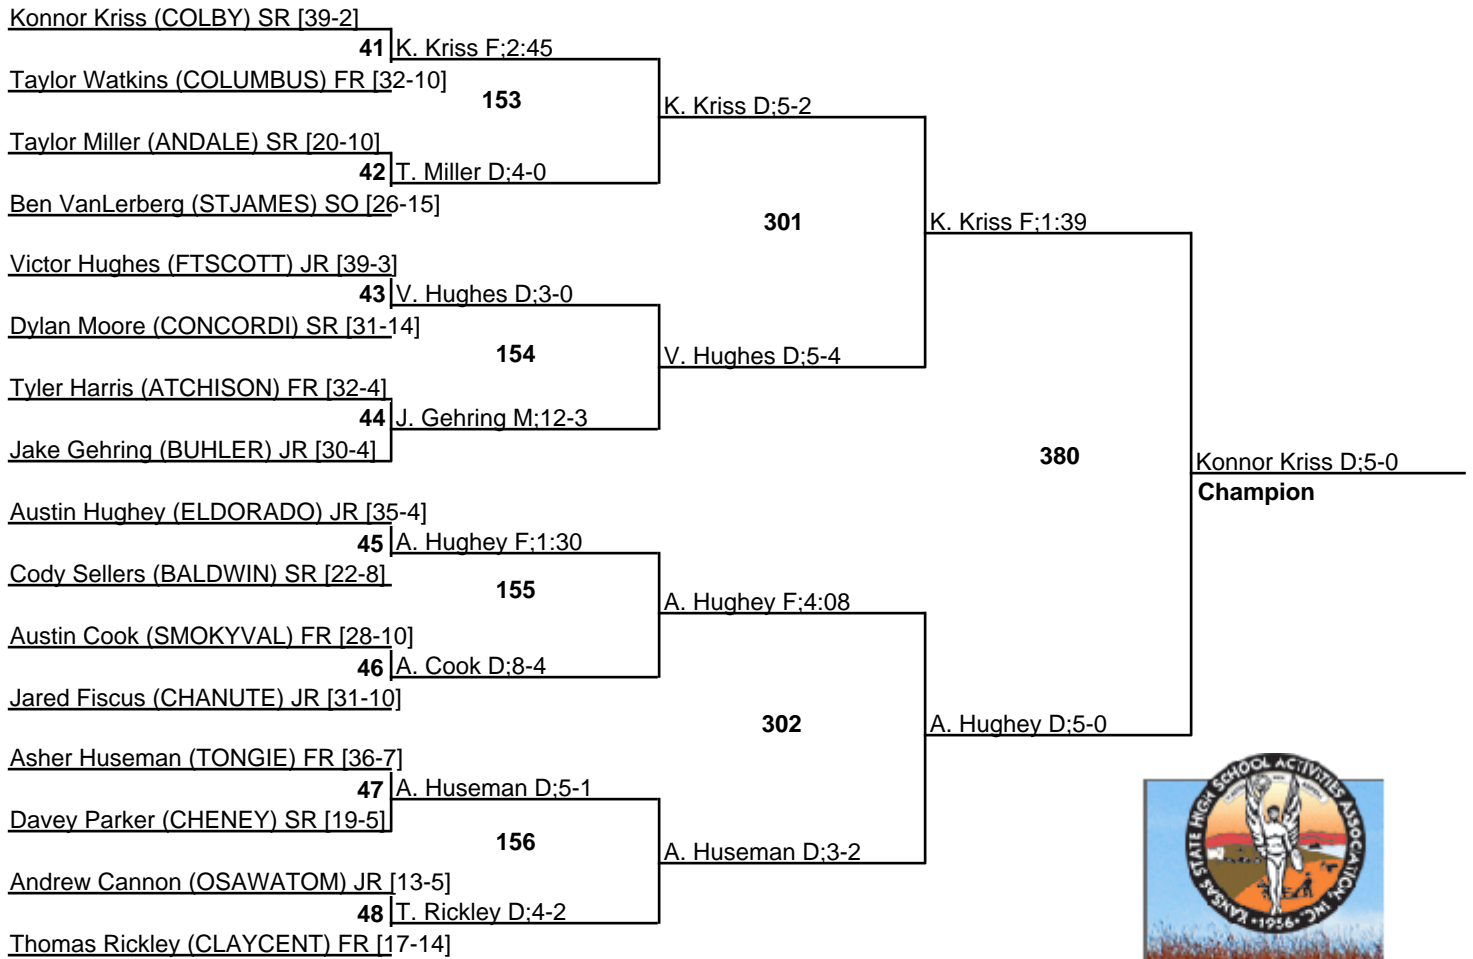 Konnor Kriss (COLBY) SR [39-2]
41 K. Kriss F;2:45
Taylor Watkins (COLUMBUS) FR [32-10]
153
K. Kriss D;5-2
Taylor Miller (ANDALE) SR [20-10]
42 T. Miller D;4-0
Ben VanLerberg (STJAMES) SO [26-15]
301
K. Kriss F;1:39
Victor Hughes (FTSCOTT) JR [39-3]
43 V. Hughes D;3-0
Dylan Moore (CONCORDI) SR [31-14]
154
V. Hughes D;5-4
Tyler Harris (ATCHISON) FR [32-4]
44 J. Gehring M;12-3
Jake Gehring (BUHLER) JR [30-4]
380
Konnor Kriss D;5-0
Champion
Austin Hughey (ELDORADO) JR [35-4]
45 A. Hughey F;1:30
Cody Sellers (BALDWIN) SR [22-8]
155
A. Hughey F;4:08
Austin Cook (SMOKYVAL) FR [28-10]
46 A. Cook D;8-4
Jared Fiscus (CHANUTE) JR [31-10]
302
A. Hughey D;5-0
Asher Huseman (TONGIE) FR [36-7]
47 A. Huseman D;5-1
Davey Parker (CHENEY) SR [19-5]
156
A. Huseman D;3-2
Andrew Cannon (OSAWATOM) JR [13-5]
48 T. Rickley D;4-2
Thomas Rickley (CLAYCENT) FR [17-14]
KANSAS STATE HIGH SCHOOL ACTIVITIES ASSOCIATION, INC.
•1956•